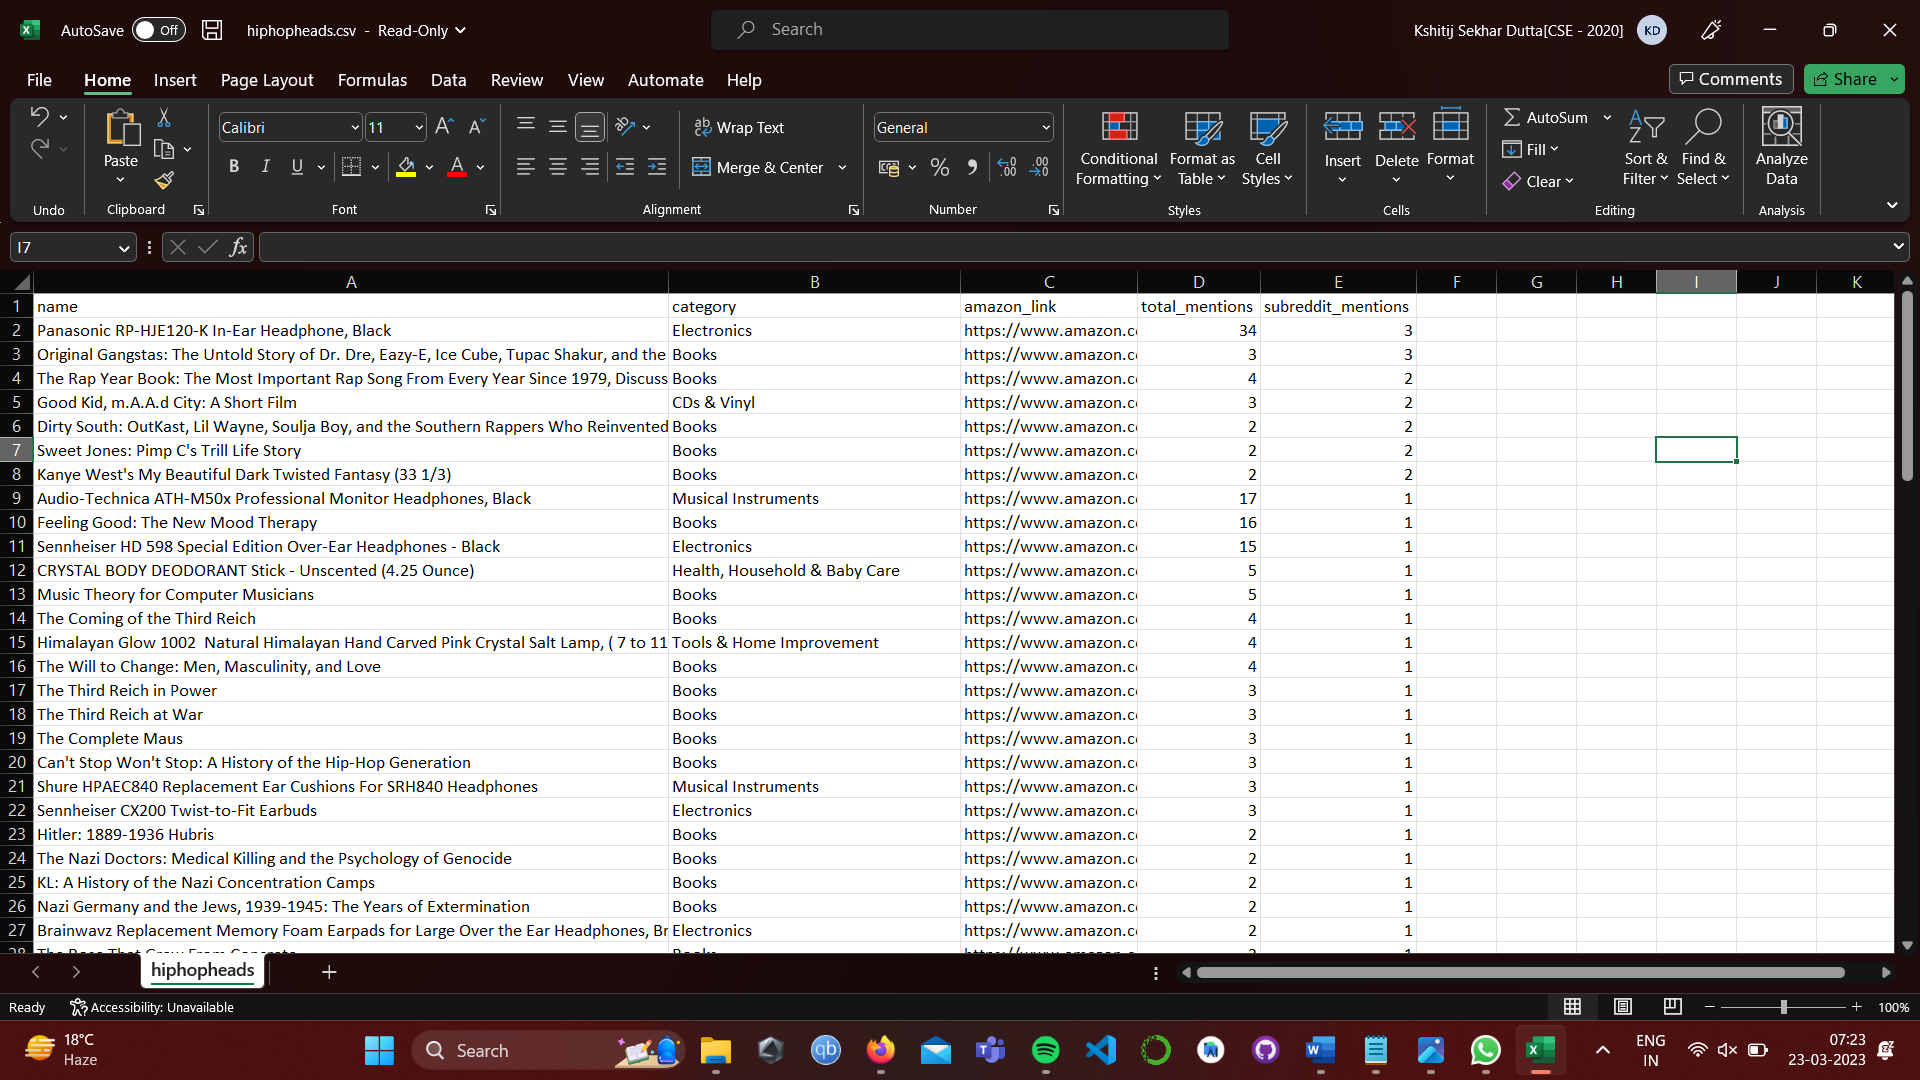 AutoSave Off hiphopheads.csv - Read-Only Search Kshitij Sekhar Dutta[CSE - 2020] KD
File Home Insert Page Layout Formulas Data Review View Automate Help Comments Share
Paste Calibri 11 Wrap Text General Conditional Formatting Format as Table Cell Styles Insert Delete Format AutoSum Fill Clear Sort & Filter Find & Select Analyze Data
B I U A Merge & Center % 
Undo Clipboard Font Alignment Number Styles Cells Editing Analysis
I7 fx
A B C D E F G H I J K
1 name category amazon_link total_mentions subreddit_mentions
2 Panasonic RP-HJE120-K In-Ear Headphone, Black Electronics https://www.amazon.c 34 3
3 Original Gangstas: The Untold Story of Dr. Dre, Eazy-E, Ice Cube, Tupac Shakur, and the Books https://www.amazon.c 3 3
4 The Rap Year Book: The Most Important Rap Song From Every Year Since 1979, Discuss Books https://www.amazon.c 4 2
5 Good Kid, m.A.A.d City: A Short Film CDs & Vinyl https://www.amazon.c 3 2
6 Dirty South: OutKast, Lil Wayne, Soulja Boy, and the Southern Rappers Who Reinvented Books https://www.amazon.c 2 2
7 Sweet Jones: Pimp C's Trill Life Story Books https://www.amazon.c 2 2
8 Kanye West's My Beautiful Dark Twisted Fantasy (33 1/3) Books https://www.amazon.c 2 2
9 Audio-Technica ATH-M50x Professional Monitor Headphones, Black Musical Instruments https://www.amazon.c 17 1
10 Feeling Good: The New Mood Therapy Books https://www.amazon.c 16 1
11 Sennheiser HD 598 Special Edition Over-Ear Headphones - Black Electronics https://www.amazon.c 15 1
12 CRYSTAL BODY DEODORANT Stick - Unscented (4.25 Ounce) Health, Household & Baby Care https://www.amazon.c 5 1
13 Music Theory for Computer Musicians Books https://www.amazon.c 5 1
14 The Coming of the Third Reich Books https://www.amazon.c 4 1
15 Himalayan Glow 1002  Natural Himalayan Hand Carved Pink Crystal Salt Lamp, ( 7 to 11 Tools & Home Improvement https://www.amazon.c 4 1
16 The Will to Change: Men, Masculinity, and Love Books https://www.amazon.c 4 1
17 The Third Reich in Power Books https://www.amazon.c 3 1
18 The Third Reich at War Books https://www.amazon.c 3 1
19 The Complete Maus Books https://www.amazon.c 3 1
20 Can't Stop Won't Stop: A History of the Hip-Hop Generation Books https://www.amazon.c 3 1
21 Shure HPAEC840 Replacement Ear Cushions For SRH840 Headphones Musical Instruments https://www.amazon.c 3 1
22 Sennheiser CX200 Twist-to-Fit Earbuds Electronics https://www.amazon.c 3 1
23 Hitler: 1889-1936 Hubris Books https://www.amazon.c 2 1
24 The Nazi Doctors: Medical Killing and the Psychology of Genocide Books https://www.amazon.c 2 1
25 KL: A History of the Nazi Concentration Camps Books https://www.amazon.c 2 1
26 Nazi Germany and the Jews, 1939-1945: The Years of Extermination Books https://www.amazon.c 2 1
27 Brainwavz Replacement Memory Foam Earpads for Large Over the Ear Headphones, Br Electronics https://www.amazon.c 2 1
hiphopheads
Ready Accessibility: Unavailable 100%
18°C Haze Search qb ENG IN 07:23 23-03-2023